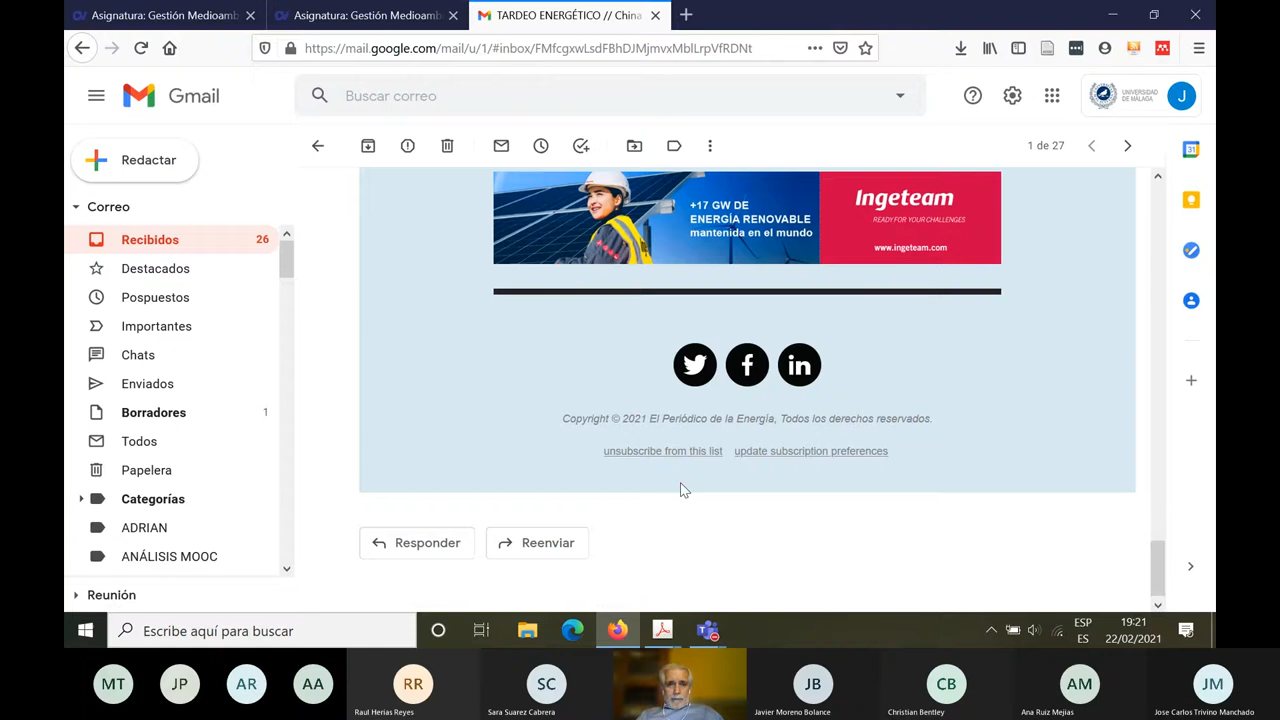 Asignatura: Gestión Medioamb
Asignatura: Gestión Medioamb
TARDEO ENERGÉTICO // China
https://mail.google.com/mail/u/1/#inbox/FMfcgxwLsdFBhDJMjmvxMblLrpVfRDNt
Gmail
Buscar correo
UNIVERSIDAD
DE MÁLAGA
J
Redactar
1 de 27
Correo
Recibidos 26
Destacados
Pospuestos
Importantes
Chats
Enviados
Borradores 1
Todos
Papelera
Categorías
ADRIAN
ANÁLISIS MOOC
Reunión
+17 GW DE
ENERGÍA RENOVABLE
mantenida en el mundo
Ingeteam
READY FOR YOUR CHALLENGES
www.ingeteam.com
Copyright © 2021 El Periódico de la Energía, Todos los derechos reservados.
unsubscribe from this list update subscription preferences
Responder
Reenviar
Escribe aquí para buscar
ESP
ES
19:21
22/02/2021
MT
JP
AR
AA
RR
SC
JB
CB
AM
JM
Raul Herias Reyes
Sara Suarez Cabrera
Javier Moreno Bolance
Christian Bentley
Ana Ruiz Mejias
Jose Carlos Trivino Manchado